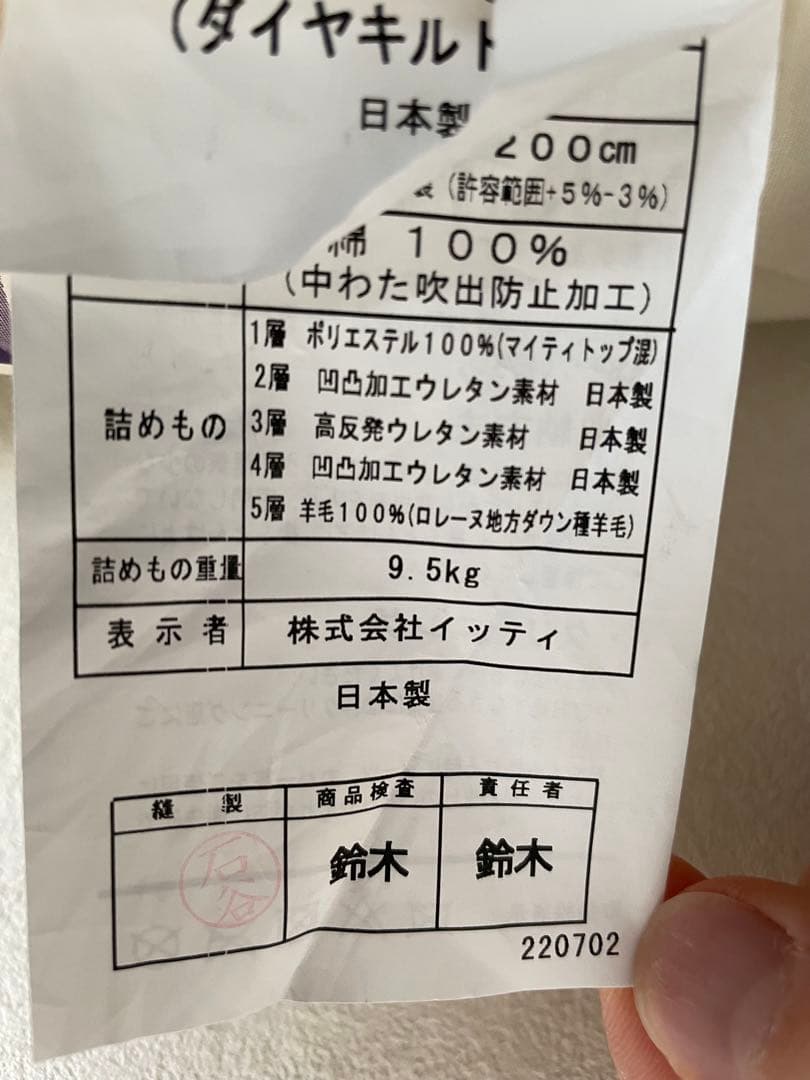 (ダイヤキルト
日本製
200cm
(許容範囲+5%-3%)
綿 100%
(中わた吹出防止加工)
詰めもの
1層 ポリエステル100%(マイティトップ混)
2層 凹凸加工ウレタン素材 日本製
3層 高反発ウレタン素材 日本製
4層 凹凸加工ウレタン素材 日本製
5層 羊毛100%(ロレーヌ地方ダウン種羊毛)
詰めもの重量 9.5kg
表示者 株式会社イッティ
日本製
縫製 商品検査 責任者
鈴木 鈴木
220702